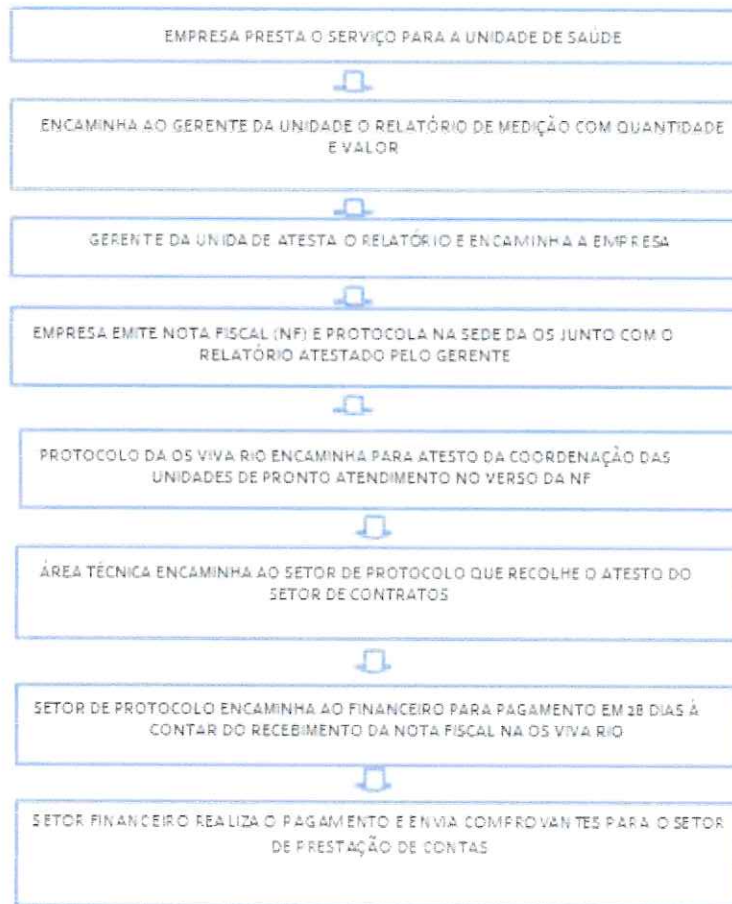 EMPRESA PRESTA O SERVIÇO PARA A UNIDADE DE SAÚDE
ENCAMINHA AO GERENTE DA UNIDADE O RELATÓRIO DE MEDIÇÃO COM QUANTIDADE
E VALOR
GERENTE DA UNIDADE ATESTA O RELATÓRIO E ENCAMINHA A EMPRESA
EMPRESA EMITE NOTA FISCAL (NF) E PROTOCOLA NA SEDE DA OS JUNTO COM O
RELATÓRIO ATESTADO PELO GERENTE
PROTOCOLO DA OS VIVA RIO ENCAMINHA PARA ATESTO DA COORDENAÇÃO DAS
UNIDADES DE PRONTO ATENDIMENTO NO VERSO DA NF
ÁREA TÉCNICA ENCAMINHA AO SETOR DE PROTOCOLO QUE RECOLHE O ATESTO DO
SETOR DE CONTRATOS
SETOR DE PROTOCOLO ENCAMINHA AO FINANCEIRO PARA PAGAMENTO EM 28 DIAS À
CONTAR DO RECEBIMENTO DA NOTA FISCAL NA OS VIVA RIO
SETOR FINANCEIRO REALIZA O PAGAMENTO E ENVIA COMPROVANTES PARA O SETOR
DE PRESTAÇÃO DE CONTAS